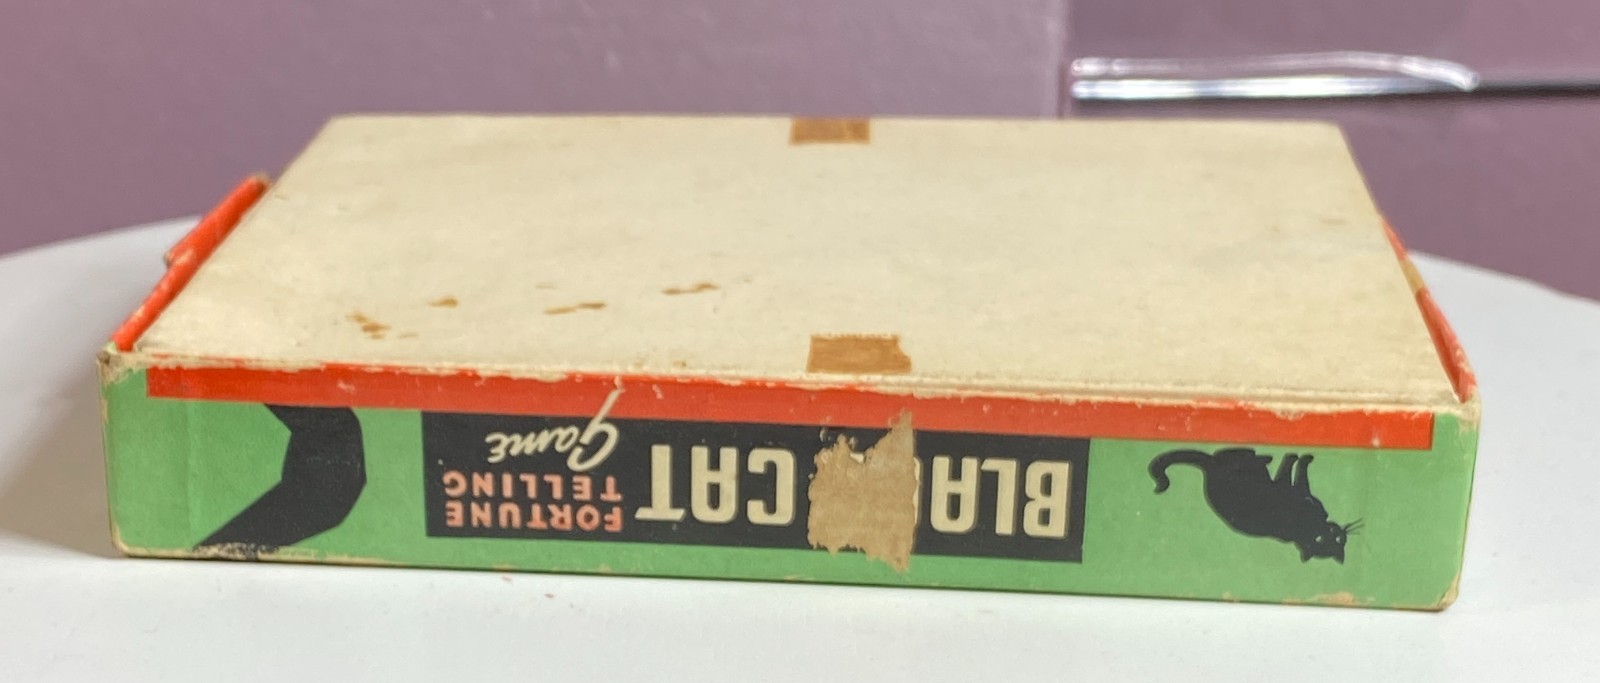 BLA CAT
FORTUNE
TELLING
Game